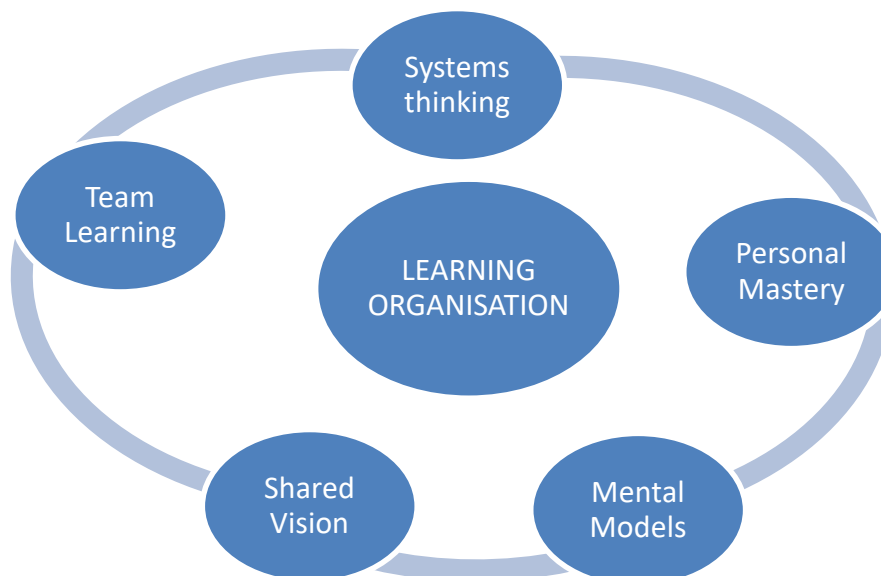 Systems
thinking
Team
Learning
LEARNING
ORGANISATION
Personal
Mastery
Shared
Vision
Mental
Models